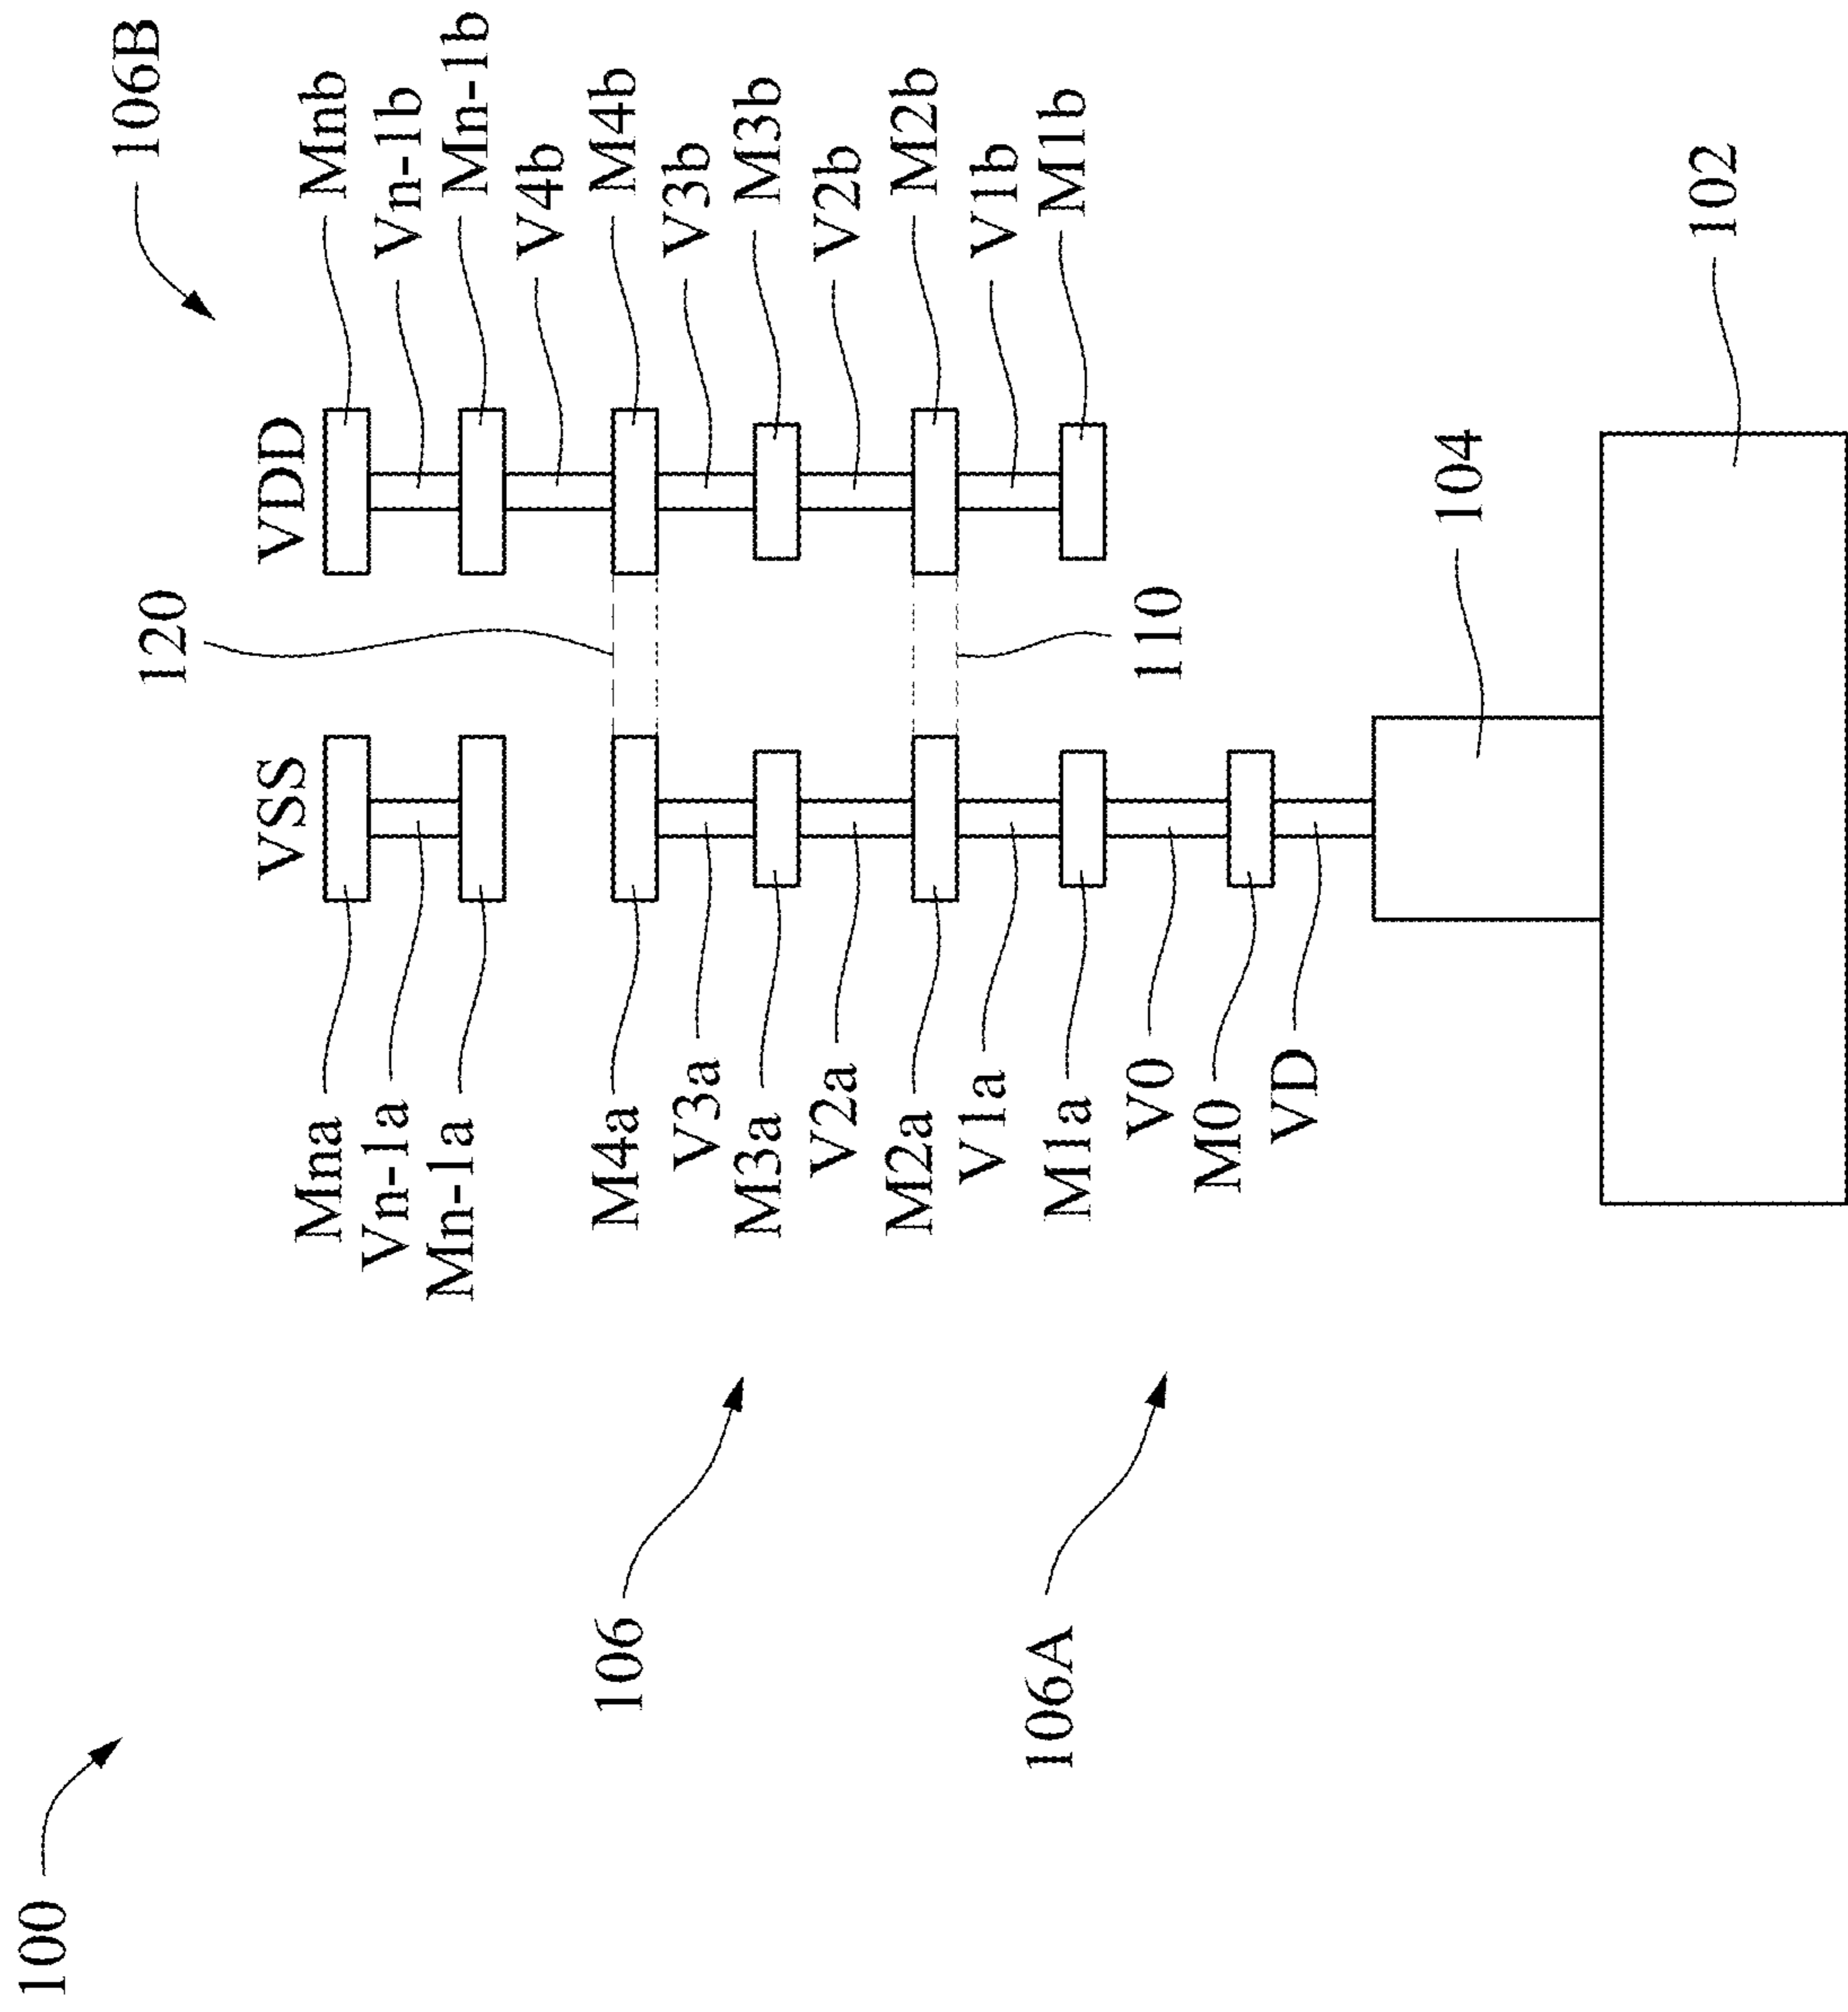 100
106B
120
VSS
VDD
Mna
Vn-1a
Mn-1a
M4a
V3a
M3a
V2a
M2a
V1a
M1a
V0
M0
VD
Mnb
Vn-1b
Mn-1b
V4b
M4b
V3b
M3b
V2b
M2b
V1b
M1b
110
106
106A
104
102